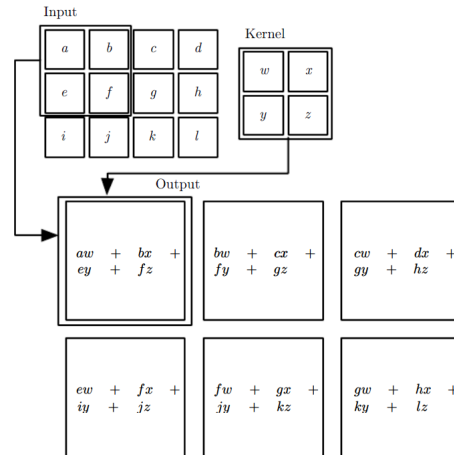 Input
a b c d
e f g h
i j k l
Kernel
w x
y z
Output
aw + bx +
ey + fz
bw + cx +
fy + gz
cw + dx +
gy + hz
ew + fx +
iy + jz
fw + gx +
jy + kz
gw + hx +
ky + lz